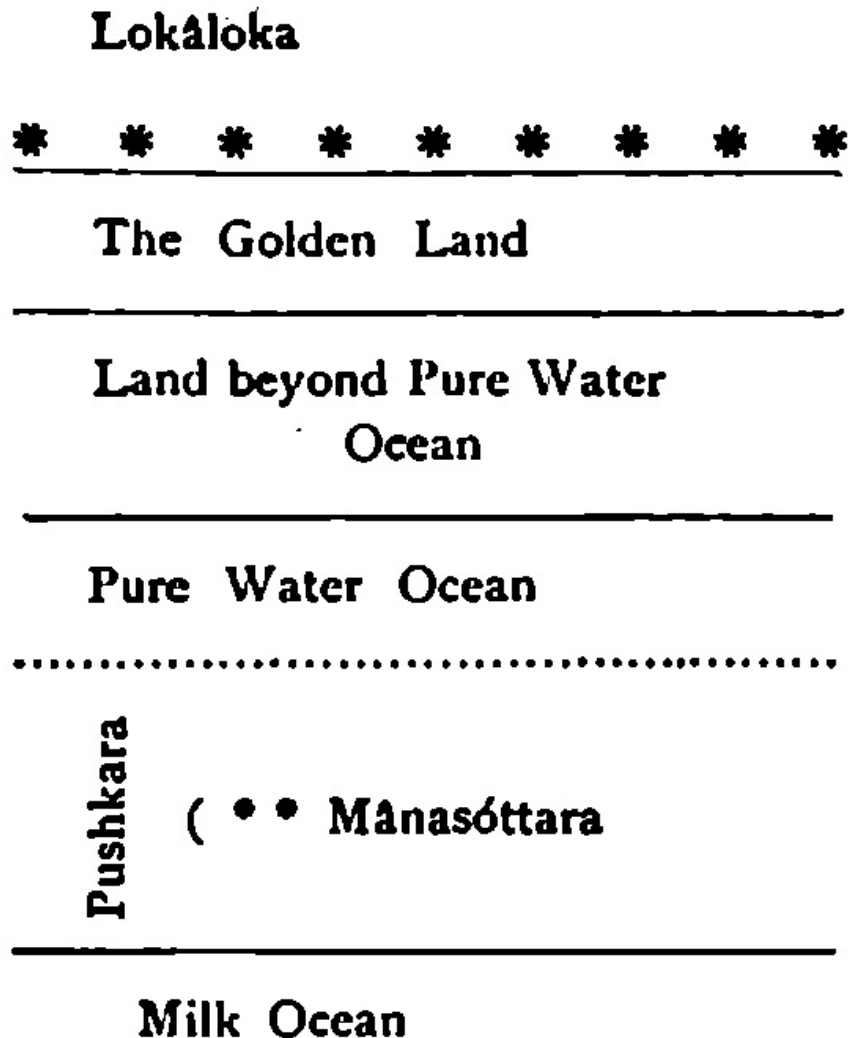 Lokâloka
* * * * * * * * *
The Golden Land
Land beyond Pure Water
Ocean
Pure Water Ocean
Pushkara
( • • Mânasóttara
Milk Ocean